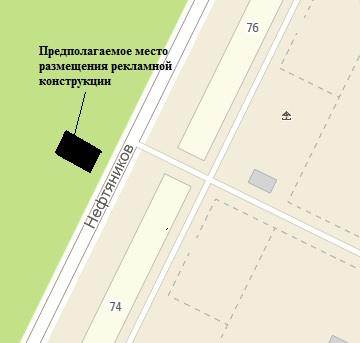 76
Предполагаемое место
размещения рекламной
конструкции
Нефтяников
74